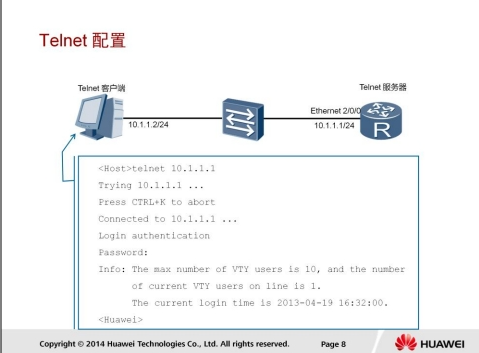 Telnet 配置
Telnet 客户端
Telnet 服务器
Ethernet 2/0/0
10.1.1.2/24
10.1.1.1/24
R
<Host>telnet 10.1.1.1
Trying 10.1.1.1 ...
Press CTRL+K to abort
Connected to 10.1.1.1 ...
Login authentication
Password:
Info: The max number of VTY users is 10, and the number
of current VTY users on line is 1.
The current login time is 2013-04-19 16:32:00.
<Huawei>
Copyright © 2014 Huawei Technologies Co., Ltd. All rights reserved.
Page 8
HUAWEI